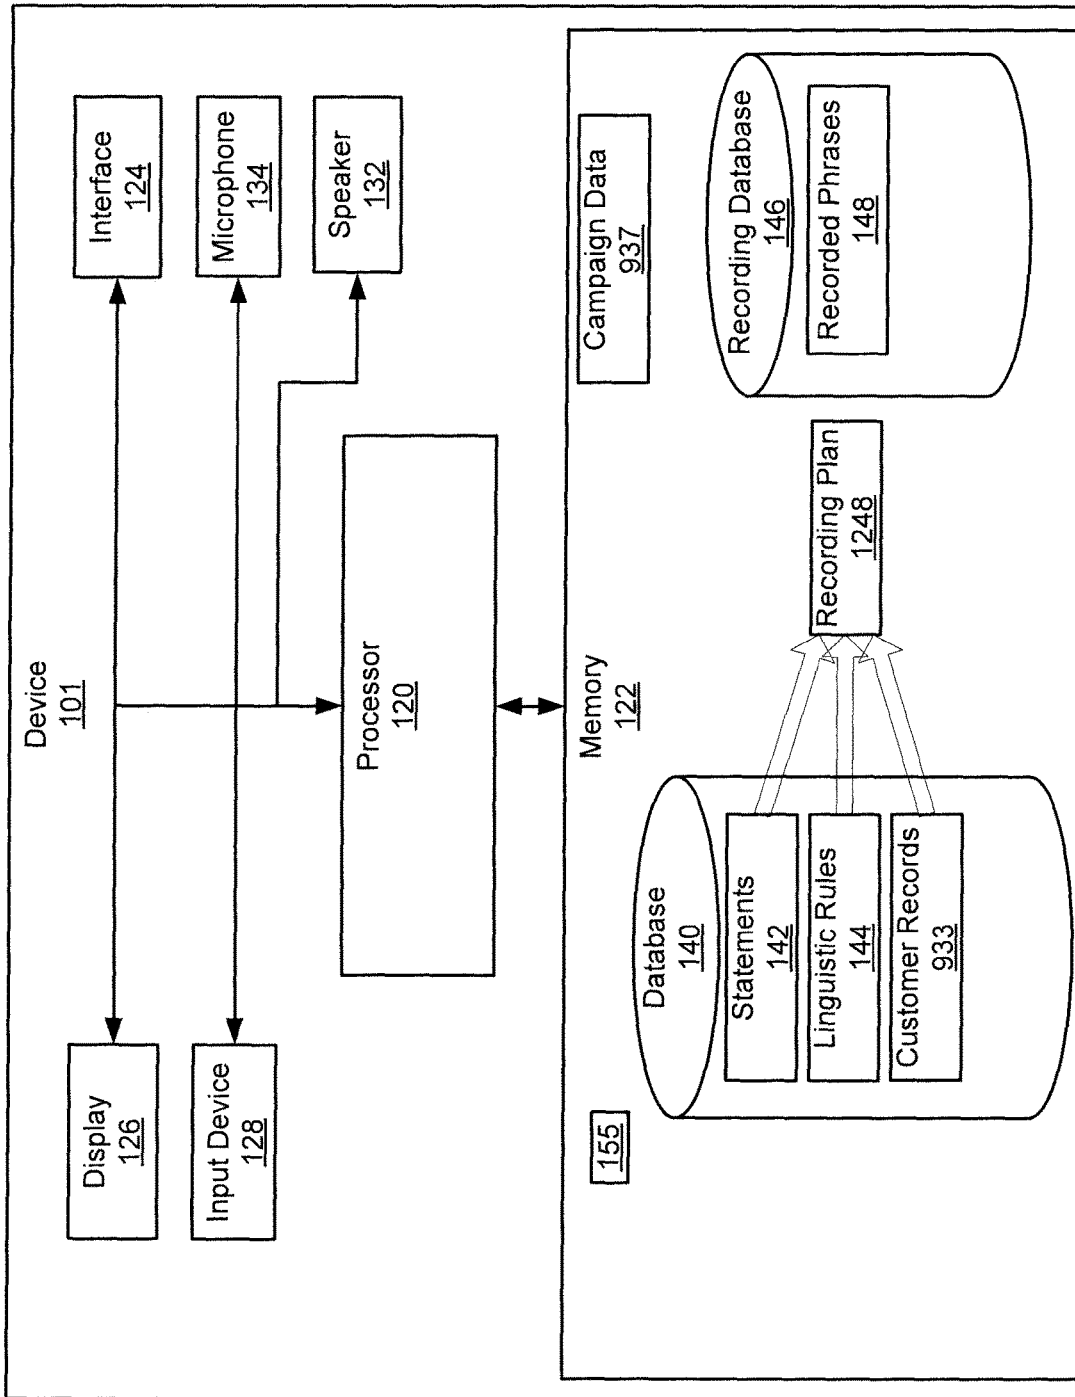 Device
101
Display
126
Interface
124
Input Device
128
Microphone
134
Speaker
132
Processor
120
Memory
122
155
Campaign Data
937
Database
140
Statements
142
Linguistic Rules
144
Customer Records
933
Recording Plan
1248
Recording Database
146
Recorded Phrases
148